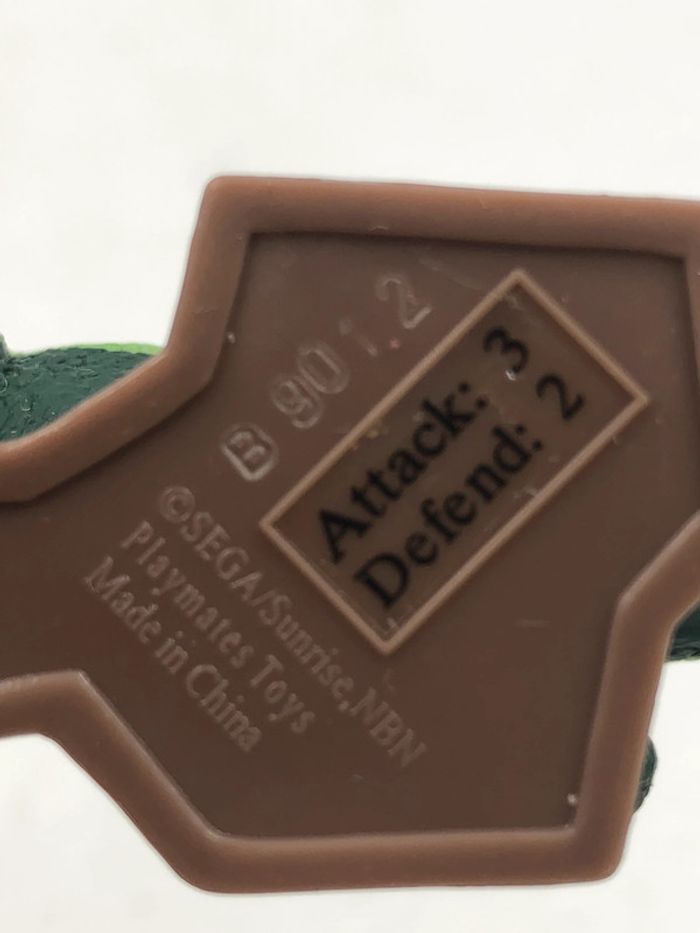 B 9012
Attack: 3
Defend: 2
©SEGA/Sunrise,NBN
Playmates Toys
Made in China